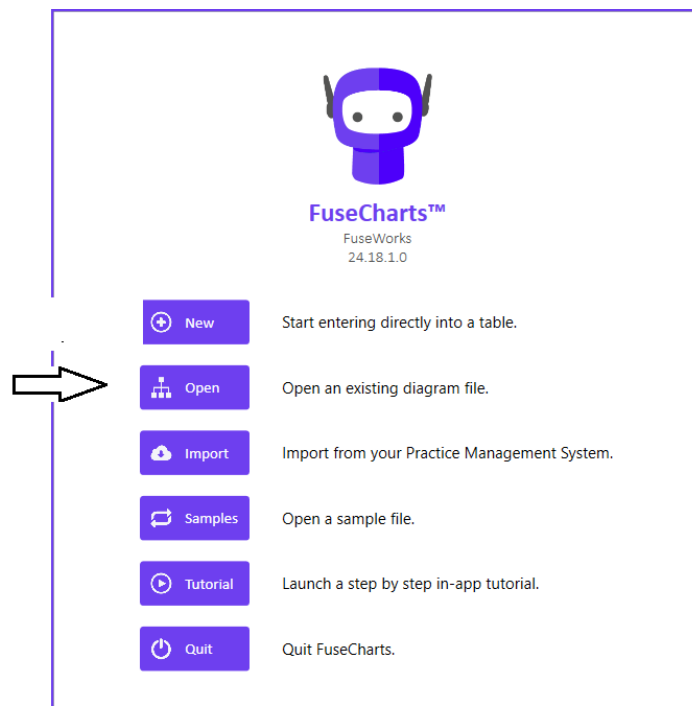 FuseCharts™
FuseWorks
24.18.1.0
New Start entering directly into a table.
Open Open an existing diagram file.
Import Import from your Practice Management System.
Samples Open a sample file.
Tutorial Launch a step by step in-app tutorial.
Quit Quit FuseCharts.